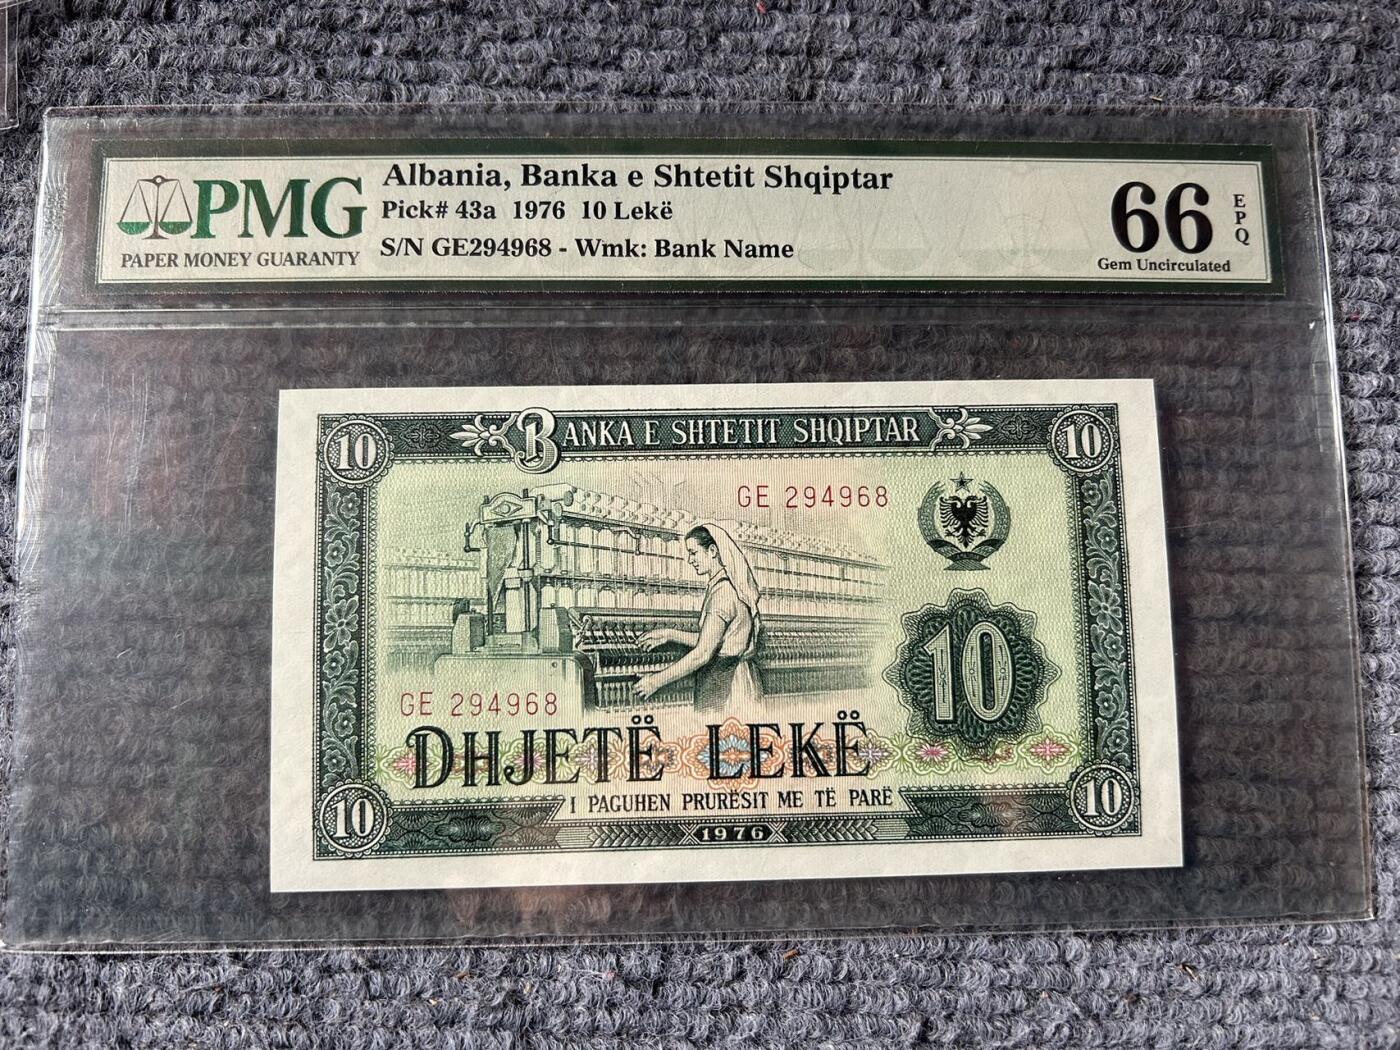 PMG
PAPER MONEY GUARANTY
Albania, Banka e Shtetit Shqiptar
Pick# 43a 1976 10 Lekë
S/N GE294968 - Wmk: Bank Name
66
EPQ
Gem Uncirculated
10
BANKA E SHTETIT SHQIPTAR
10
GE 294968
10
GE 294968
DHJETË LEKË
I PAGUHEN PRURËSIT ME TË PARË
10
1976
10